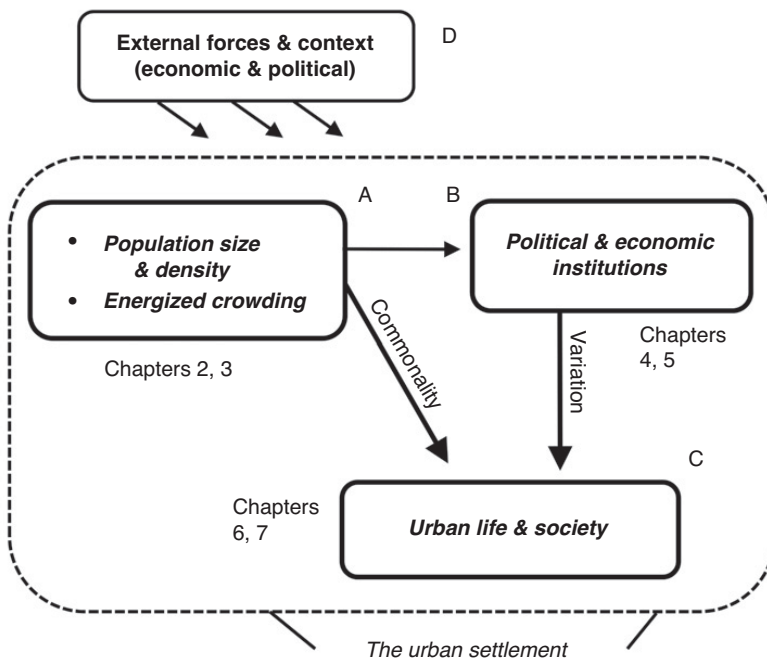 External forces & context
(economic & political)
D
A
B
• Population size
& density
• Energized crowding
Political & economic
institutions
Chapters 2, 3
Commonality
Variation
Chapters
4, 5
C
Chapters
6, 7
Urban life & society
The urban settlement